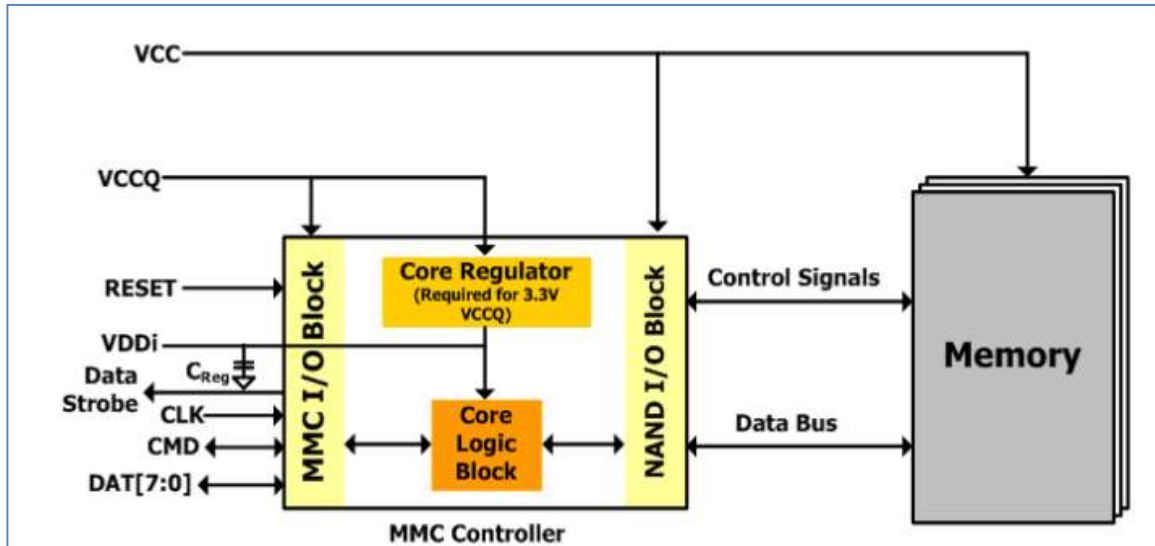 VCC
VCCQ
RESET
VDDi
CReg
Data
Strobe
CLK
CMD
DAT[7:0]
MMC I/O Block
Core Regulator
(Required for 3.3V
VCCQ)
Core
Logic
Block
NAND I/O Block
MMC Controller
Control Signals
Data Bus
Memory